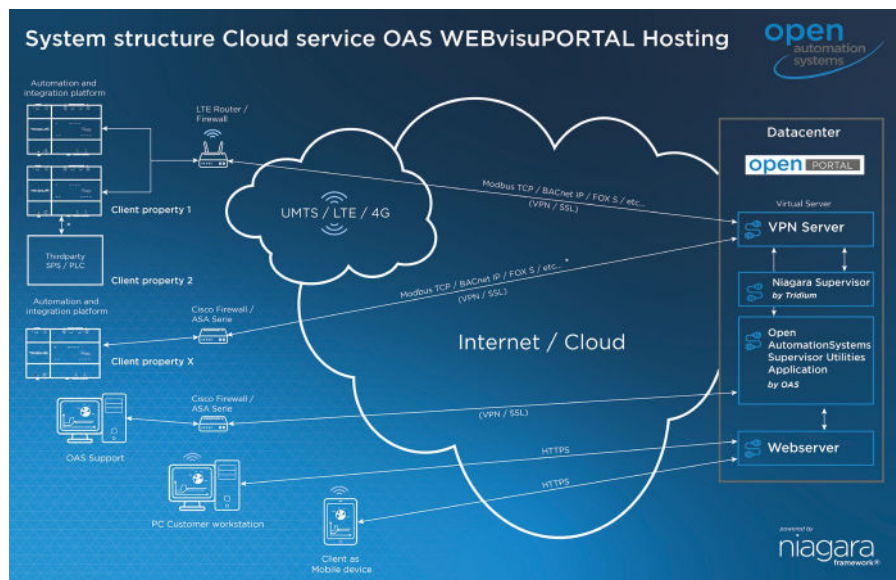 System structure Cloud service OAS WEBvisuPORTAL Hosting
open
automation
systems
Automation and
integration platform
LTE Router /
Firewall
Client property 1
*
Thirdparty
SPS / PLC
Client property 2
UMTS / LTE / 4G
Modbus TCP / BACnet IP / FOX S / etc...
(VPN / SSL)
Modbus TCP / BACnet IP / FOX S / etc... *
(VPN / SSL)
Automation and
integration platform
Cisco Firewall /
ASA Serie
Client property X
Internet / Cloud
Cisco Firewall /
ASA Serie
(VPN / SSL)
OAS Support
HTTPS
PC Customer workstation
HTTPS
Client as
Mobile device
Datacenter
open PORTAL
Virtual Server
VPN Server
Niagara Supervisor
by Tridium
Open
AutomationSystems
Supervisor Utilities
Application
by OAS
Webserver
powered by
niagara
framework®